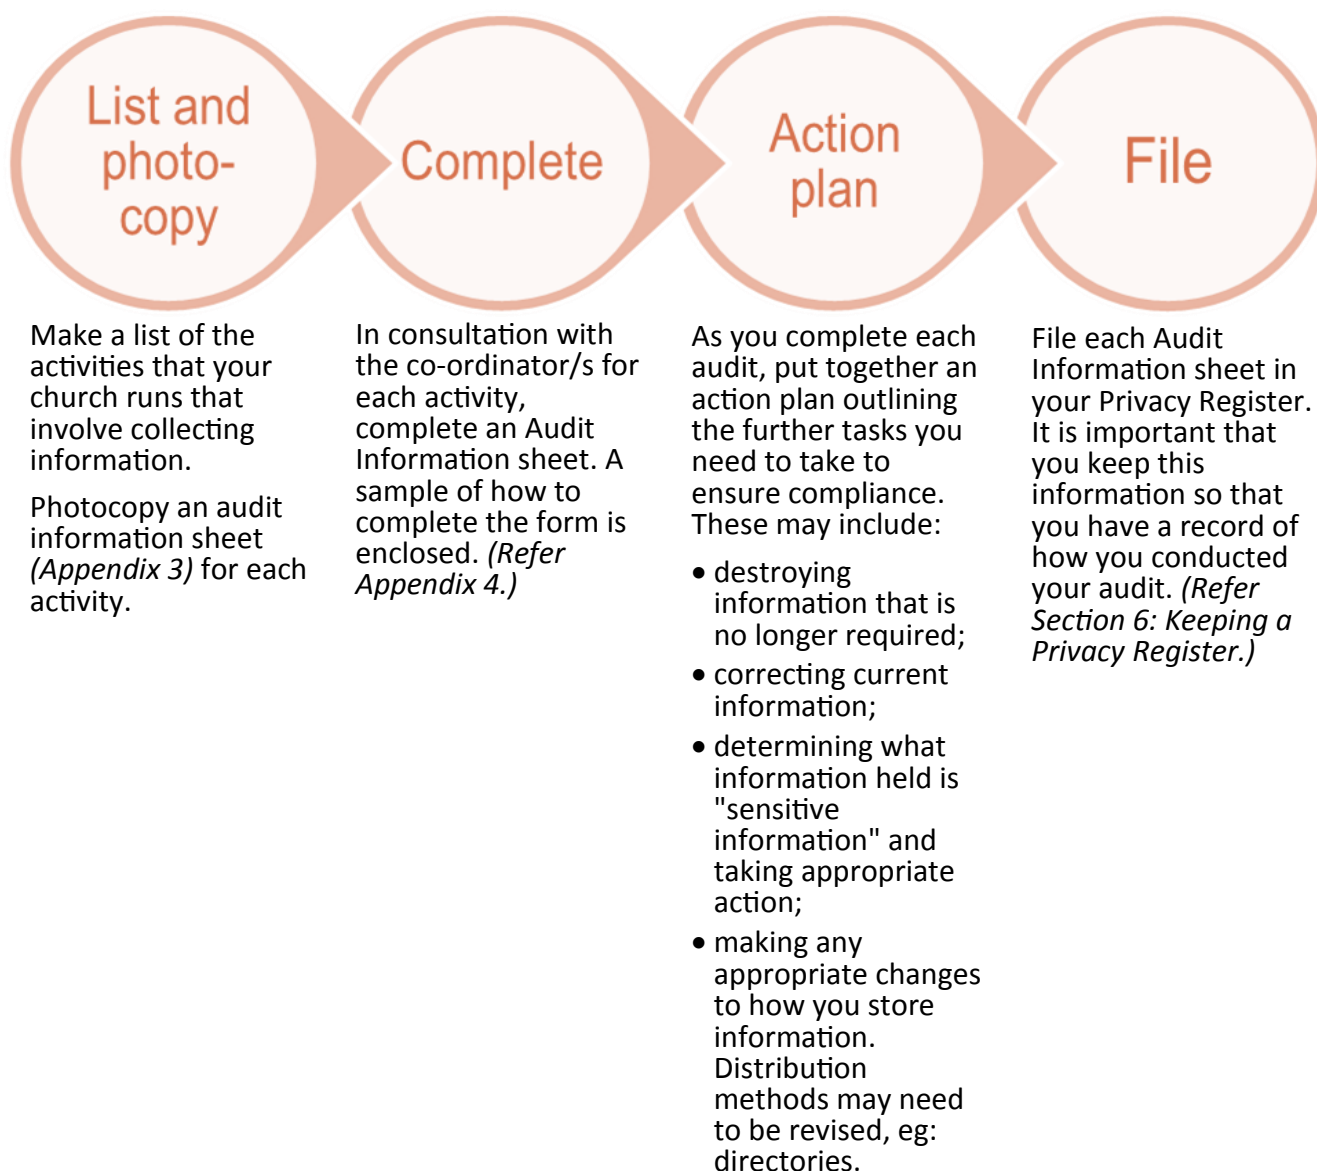 List and
photo-
copy
Complete
Action
plan
File
Make a list of the
activities that your
church runs that
involve collecting
information.
Photocopy an audit
information sheet
(Appendix 3) for each
activity.
In consultation with
the co-ordinator/s for
each activity,
complete an Audit
Information sheet. A
sample of how to
complete the form is
enclosed. (Refer
Appendix 4.)
As you complete each
audit, put together an
action plan outlining
the further tasks you
need to take to
ensure compliance.
These may include:
• destroying
information that is
no longer required;
• correcting current
information;
• determining what
information held is
"sensitive
information" and
taking appropriate
action;
• making any
appropriate changes
to how you store
information.
Distribution
methods may need
to be revised, eg:
directories.
File each Audit
Information sheet in
your Privacy Register.
It is important that
you keep this
information so that
you have a record of
how you conducted
your audit. (Refer
Section 6: Keeping a
Privacy Register.)